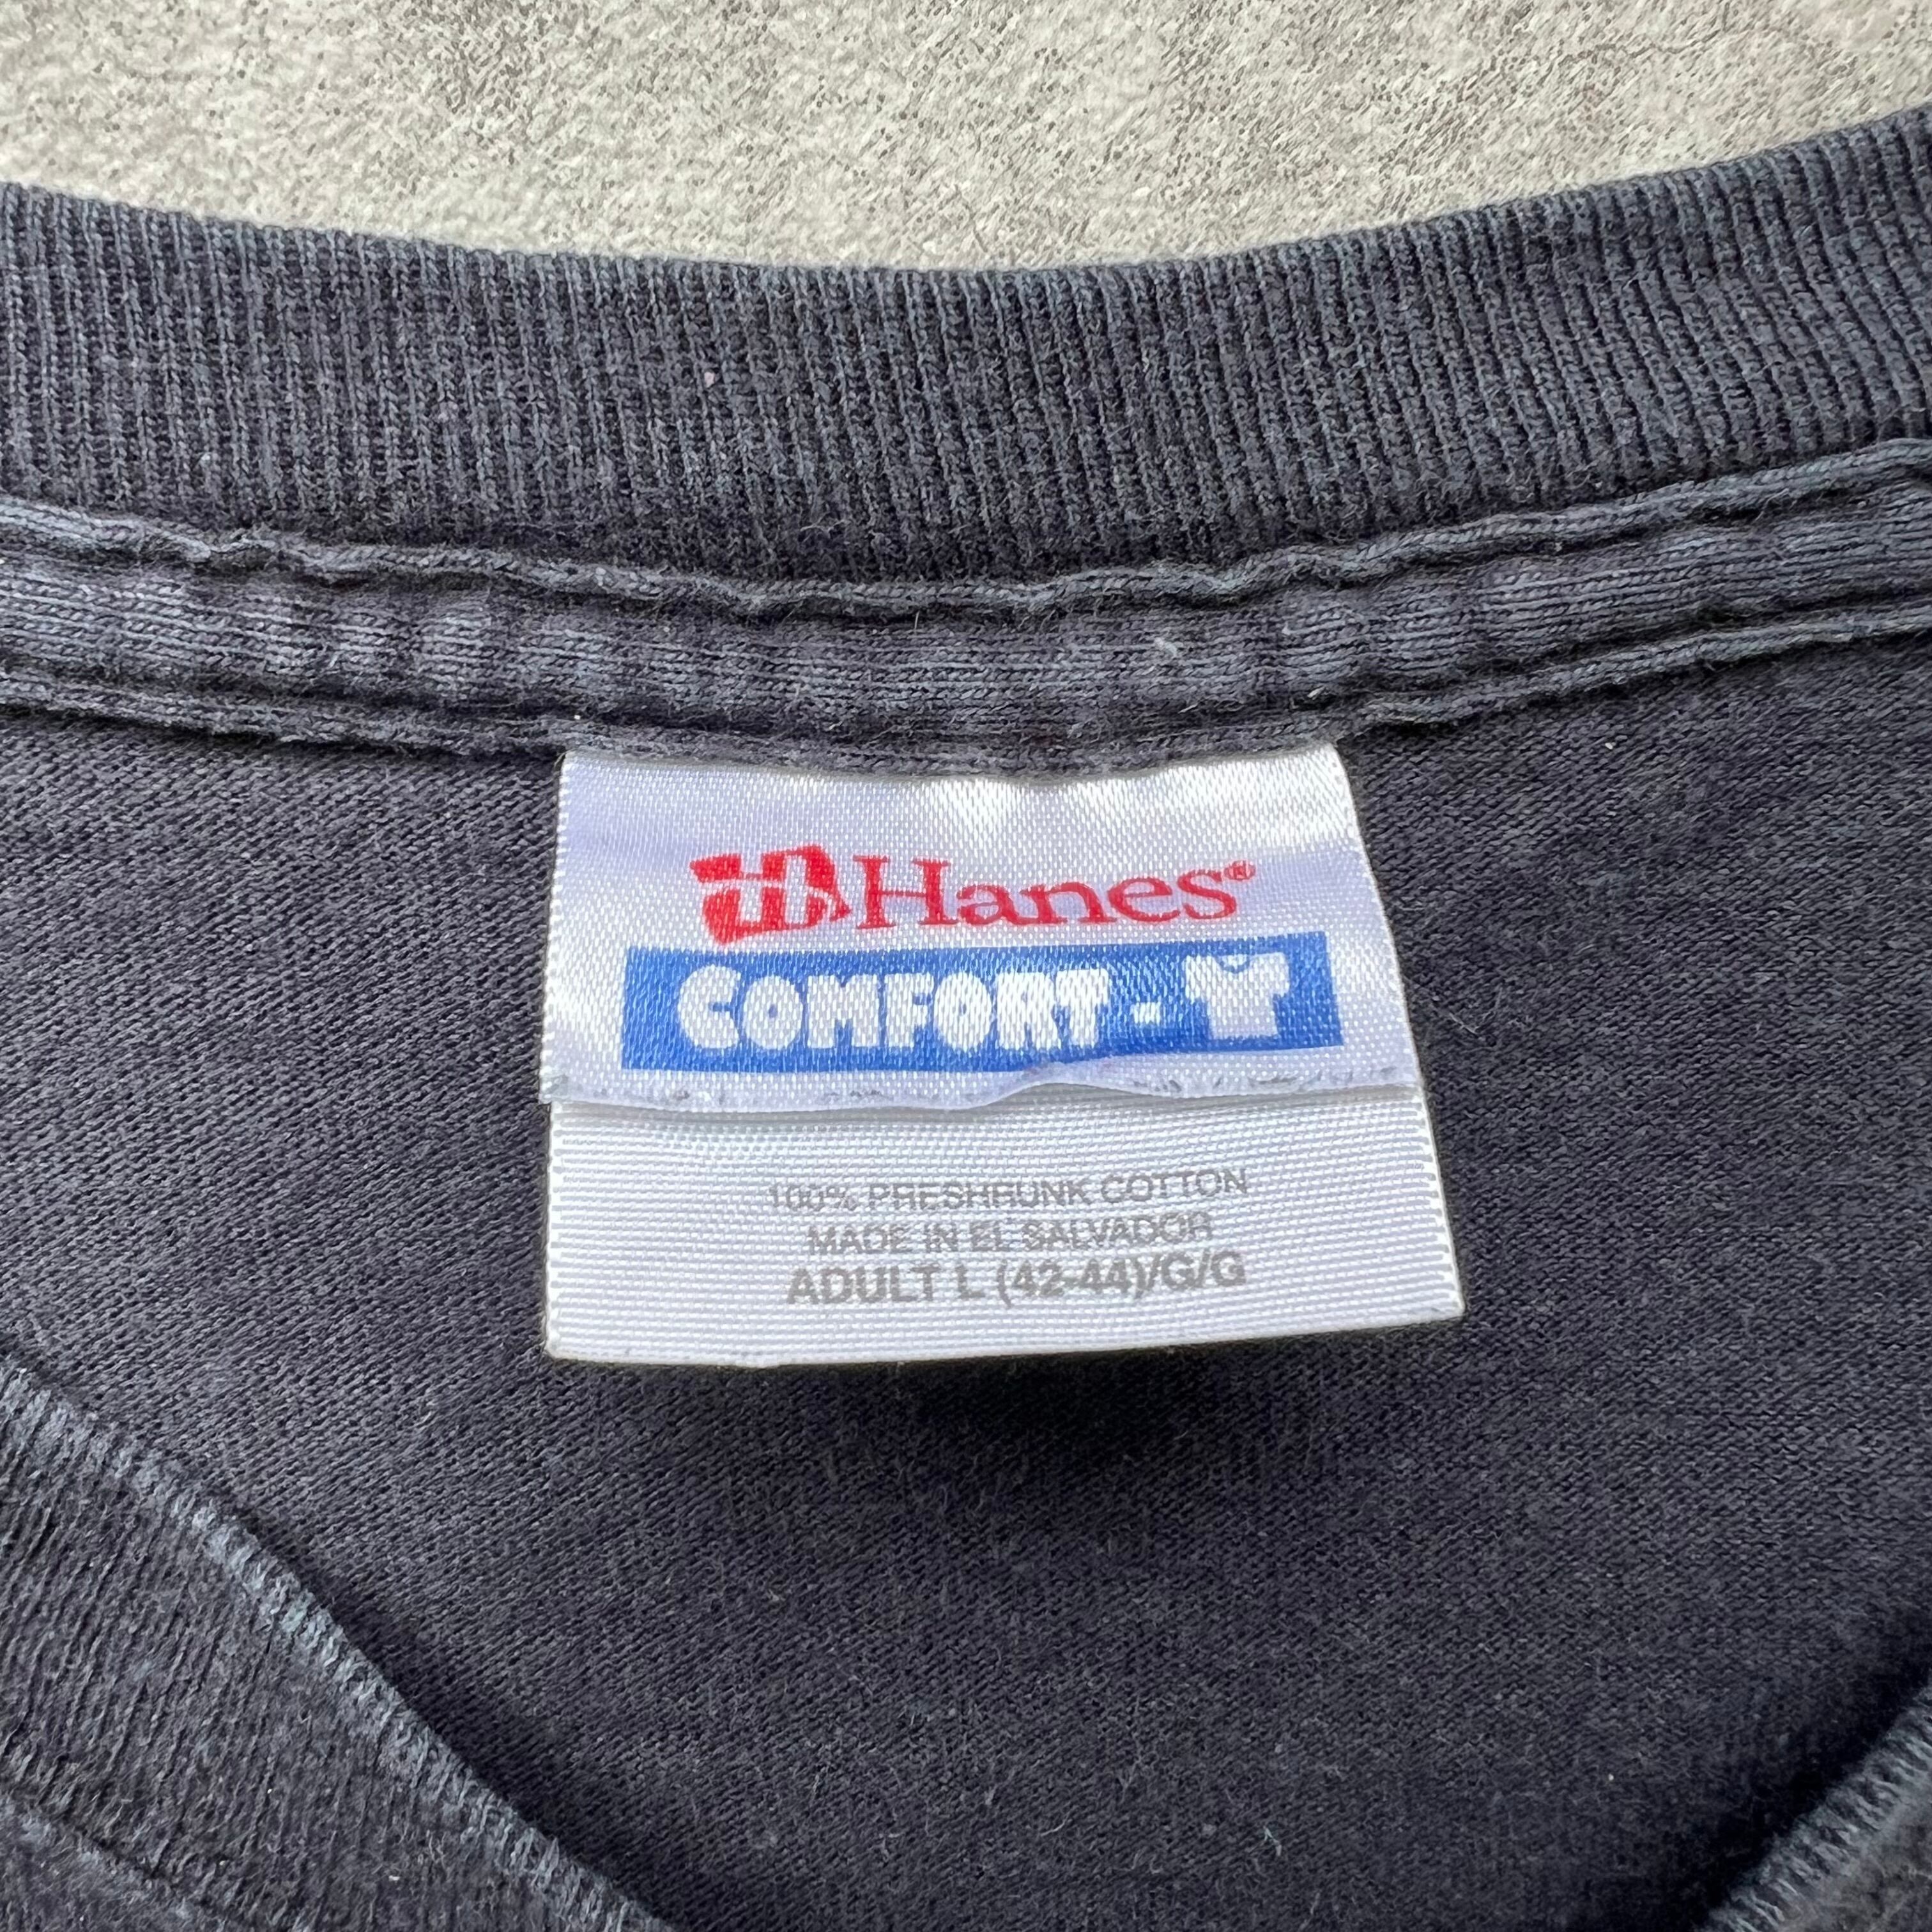 Hanes®
COMFORT-
100% PRESHRUNK COTTON
MADE IN EL SALVADOR
ADULT L (42-44)/G/G